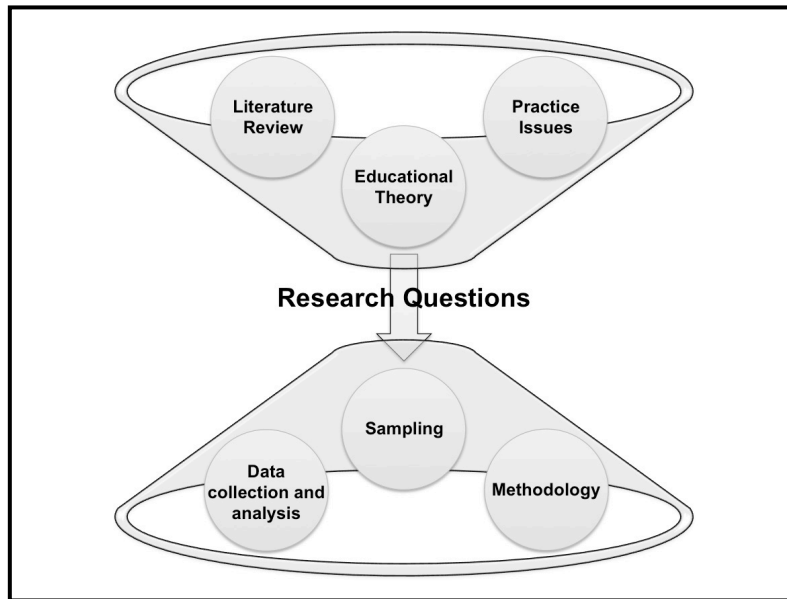 Literature
Review
Practice
Issues
Educational
Theory
Research Questions
Sampling
Data
collection and
analysis
Methodology